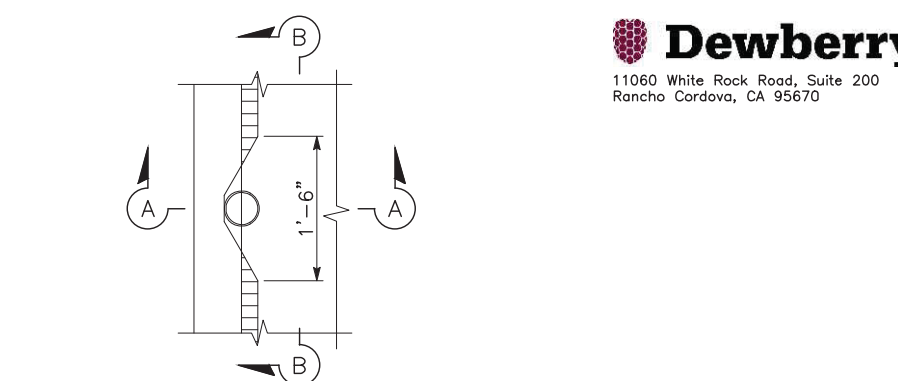 B
Dewberry
11060 White Rock Road, Suite 200
Rancho Cordova, CA 95670
A
1'-6"
A
B